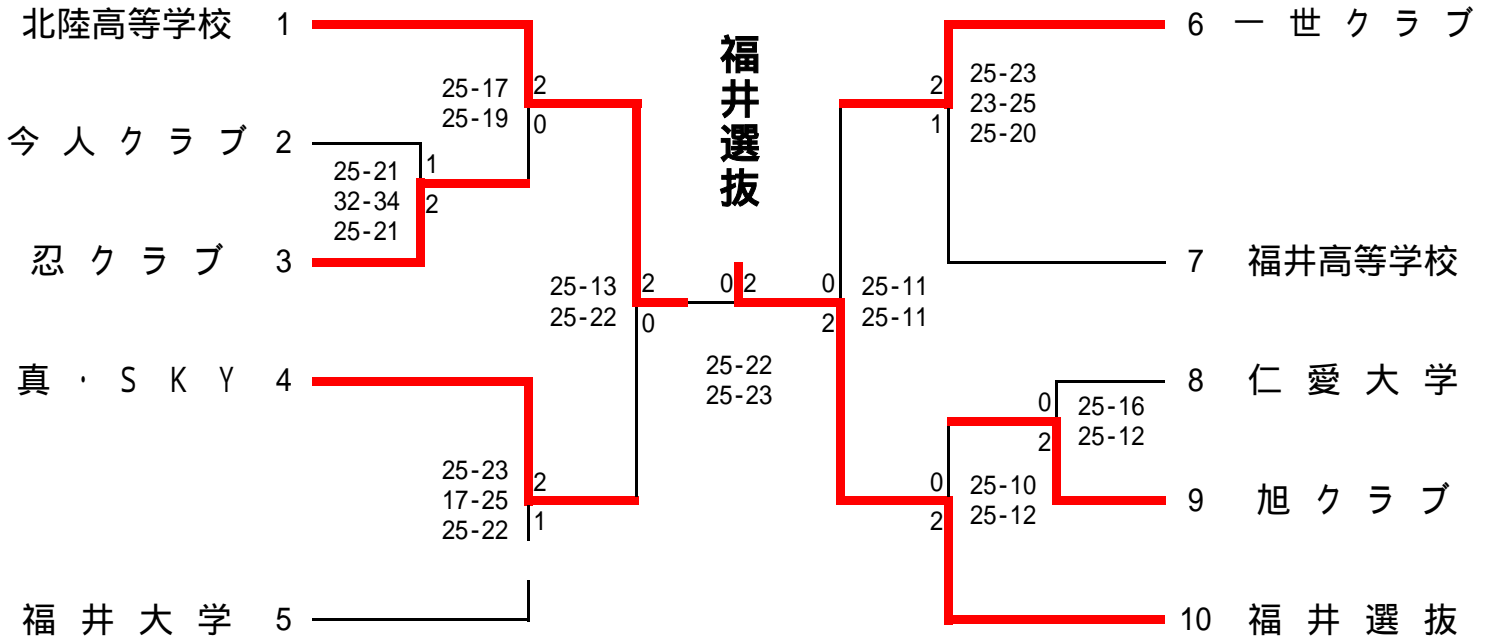 福井選抜
北陸高等学校 1
25-17 2
25-19 0
今人クラブ 2
25-21 1
32-34 2
25-21
忍クラブ 3
25-13 2
25-22 0
真・SKY 4
25-23 2
17-25 1
25-22
福井大学 5
0 2
25-22
25-23
6 一世クラブ
2 25-23
1 23-25
25-20
7 福井高等学校
0 25-11
2 25-11
8 仁愛大学
0 25-16
2 25-12
9 旭クラブ
0 25-10
2 25-12
10 福井選抜